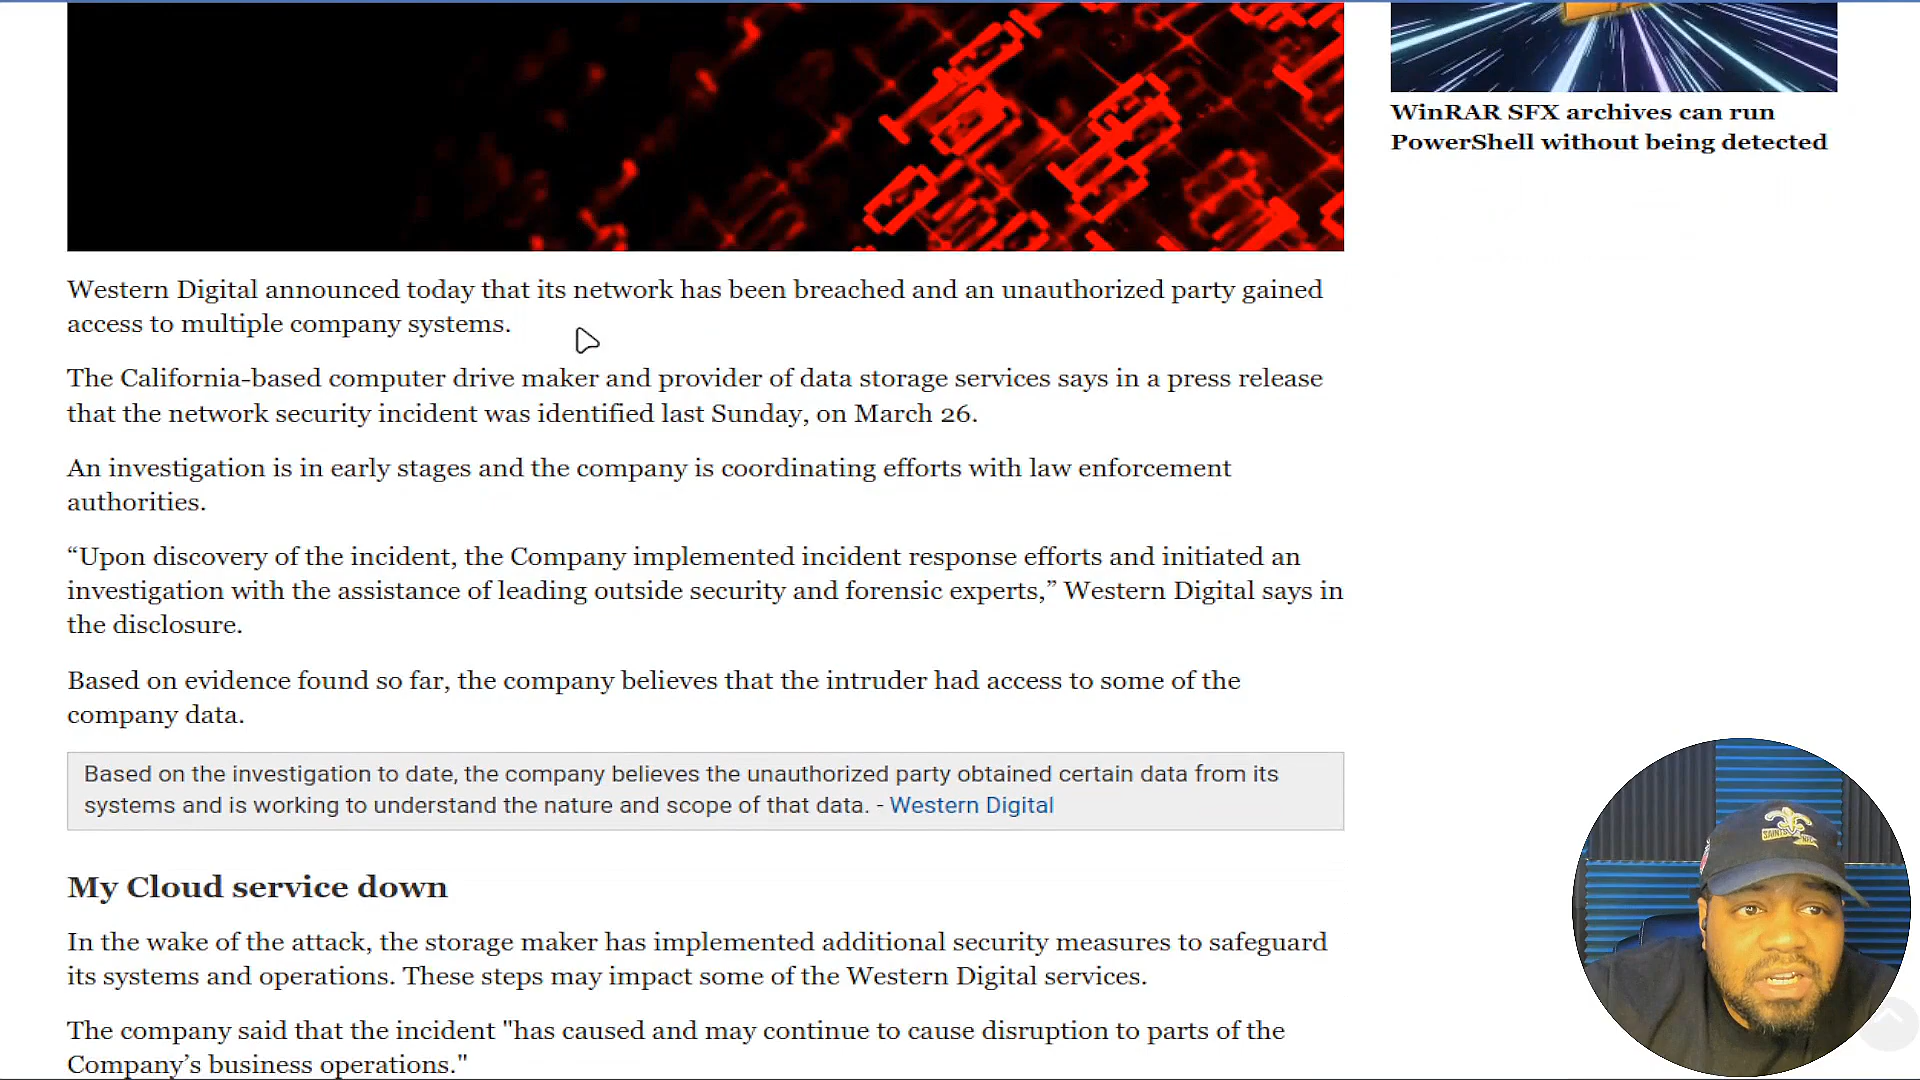 WinRAR SFX archives can run
PowerShell without being detected
Western Digital announced today that its network has been breached and an unauthorized party gained
access to multiple company systems.
The California-based computer drive maker and provider of data storage services says in a press release
that the network security incident was identified last Sunday, on March 26.
An investigation is in early stages and the company is coordinating efforts with law enforcement
authorities.
“Upon discovery of the incident, the Company implemented incident response efforts and initiated an
investigation with the assistance of leading outside security and forensic experts,” Western Digital says in
the disclosure.
Based on evidence found so far, the company believes that the intruder had access to some of the
company data.
Based on the investigation to date, the company believes the unauthorized party obtained certain data from its
systems and is working to understand the nature and scope of that data. - Western Digital
My Cloud service down
In the wake of the attack, the storage maker has implemented additional security measures to safeguard
its systems and operations. These steps may impact some of the Western Digital services.
The company said that the incident "has caused and may continue to cause disruption to parts of the
Company’s business operations."
SAINTS